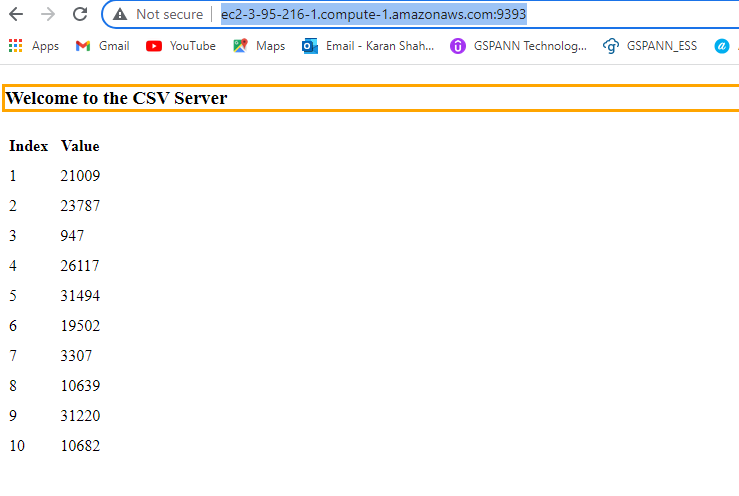 Not secure ec2-3-95-216-1.compute-1.amazonaws.com:9393
Apps Gmail YouTube Maps Email - Karan Shah... GSPANN Technolog... GSPANN_ESS
Welcome to the CSV Server
Index Value
1 21009
2 23787
3 947
4 26117
5 31494
6 19502
7 3307
8 10639
9 31220
10 10682